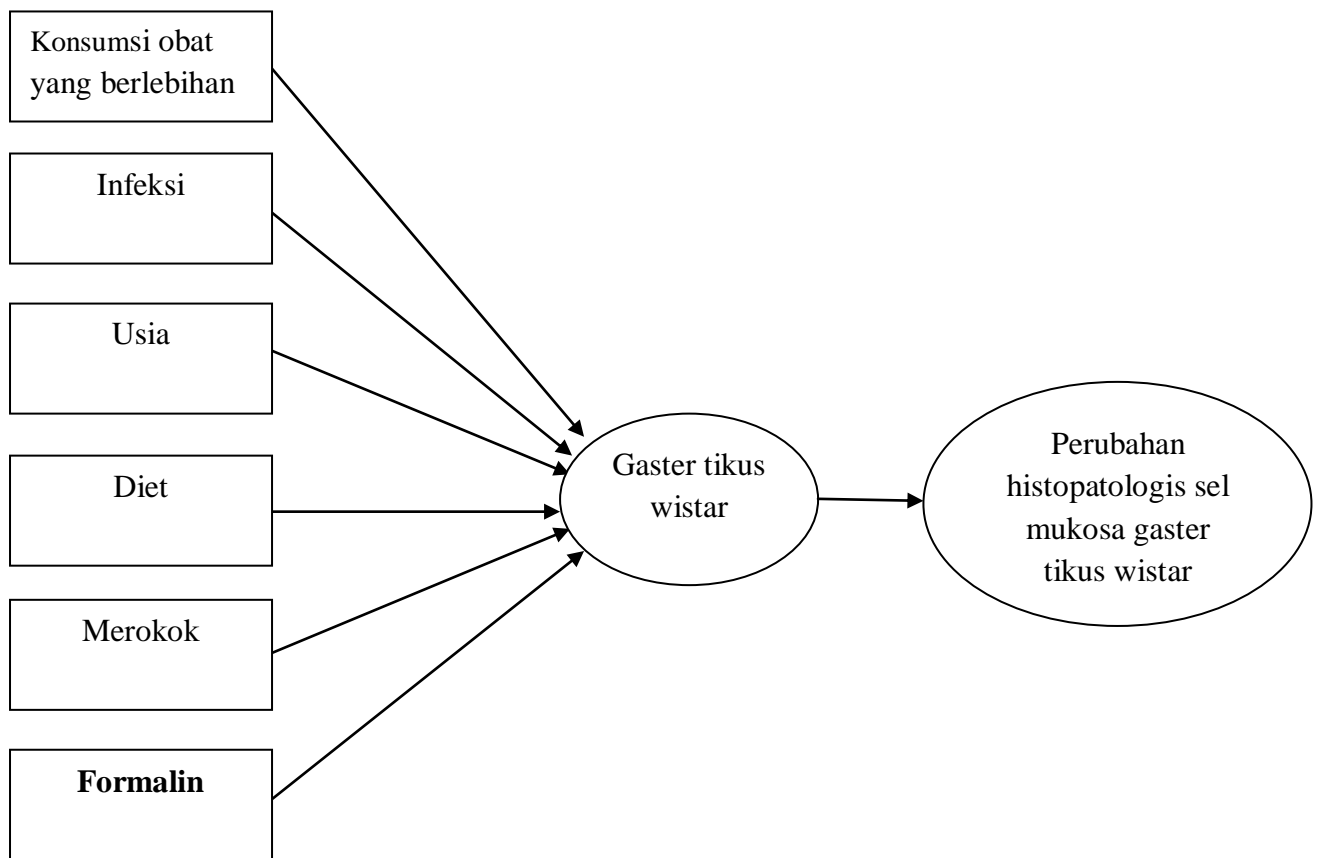 Konsumsi obat
yang berlebihan
Infeksi
Usia
Diet
Merokok
Formalin
Gaster tikus
wistar
Perubahan
histopatologis sel
mukosa gaster
tikus wistar